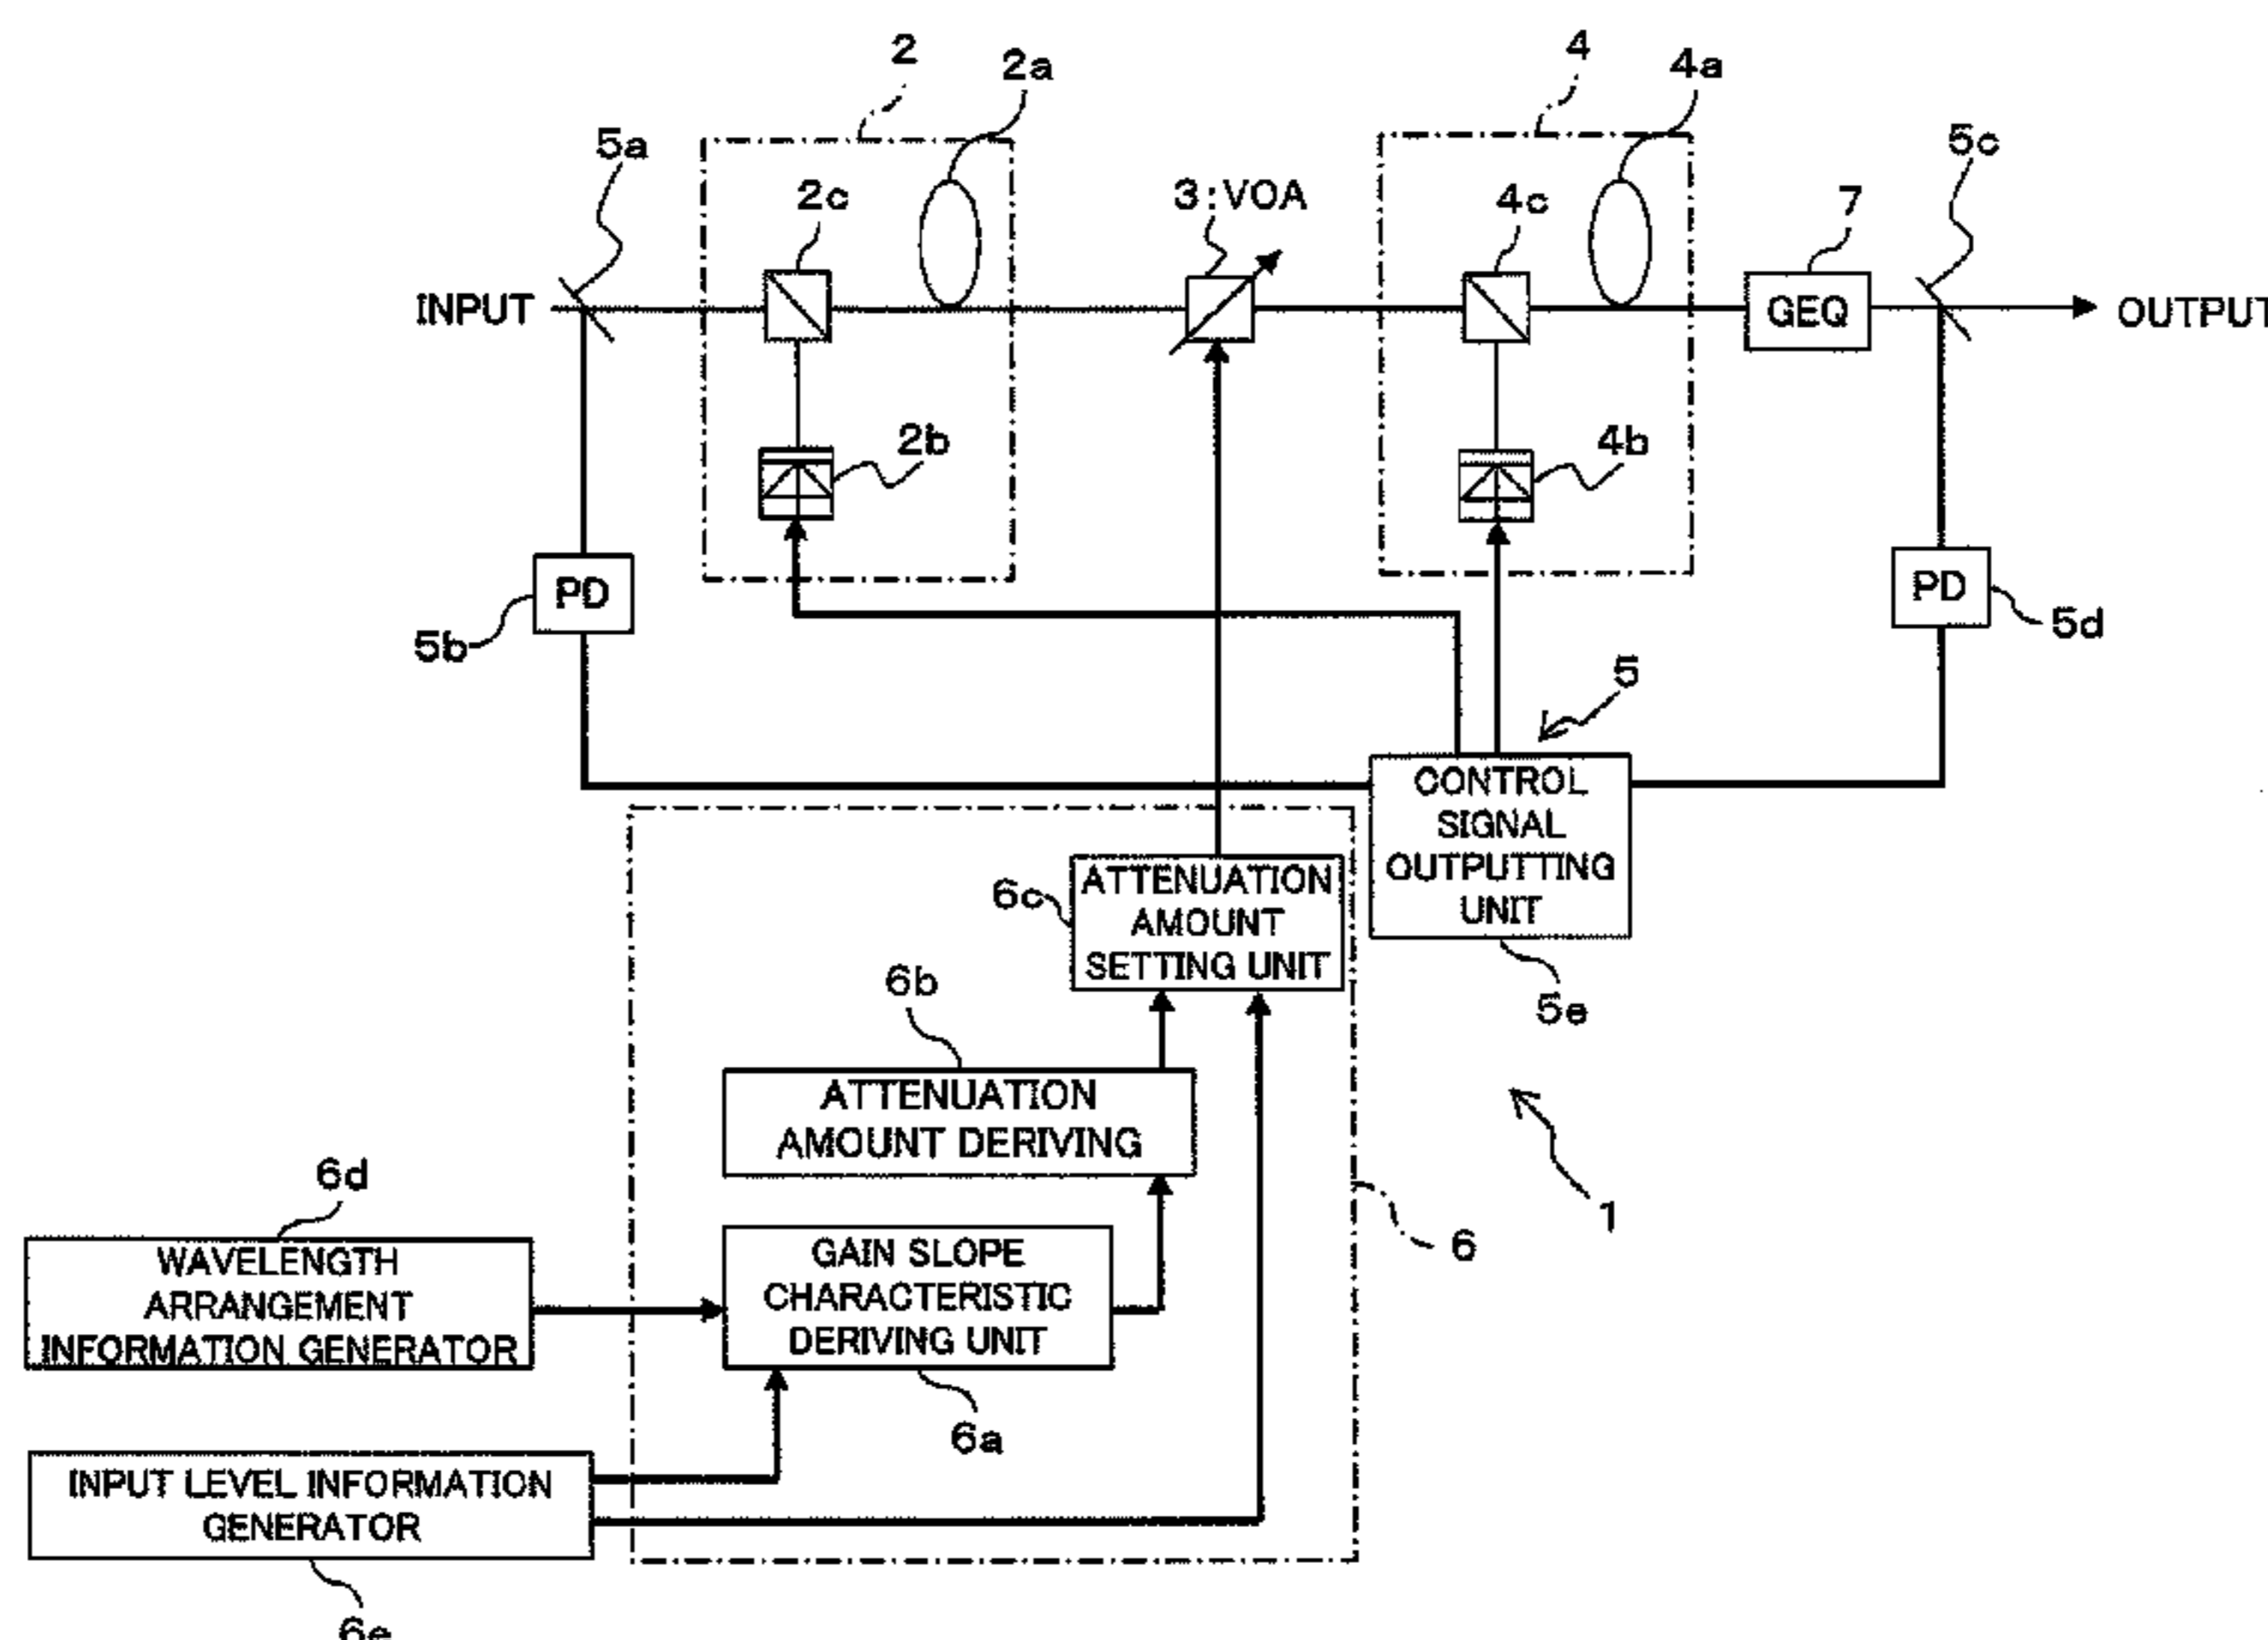 2
2a
4
4a
5a
2c
3:VOA
4c
7
5c
INPUT
GEQ
OUTPUT
2b
4b
PD
PD
5b
5d
5
CONTROL
SIGNAL
OUTPUTTING
UNIT
5e
6c
ATTENUATION
AMOUNT
SETTING UNIT
6b
ATTENUATION
AMOUNT DERIVING
1
6
6d
WAVELENGTH
ARRANGEMENT
INFORMATION GENERATOR
GAIN SLOPE
CHARACTERISTIC
DERIVING UNIT
6a
INPUT LEVEL INFORMATION
GENERATOR
6e